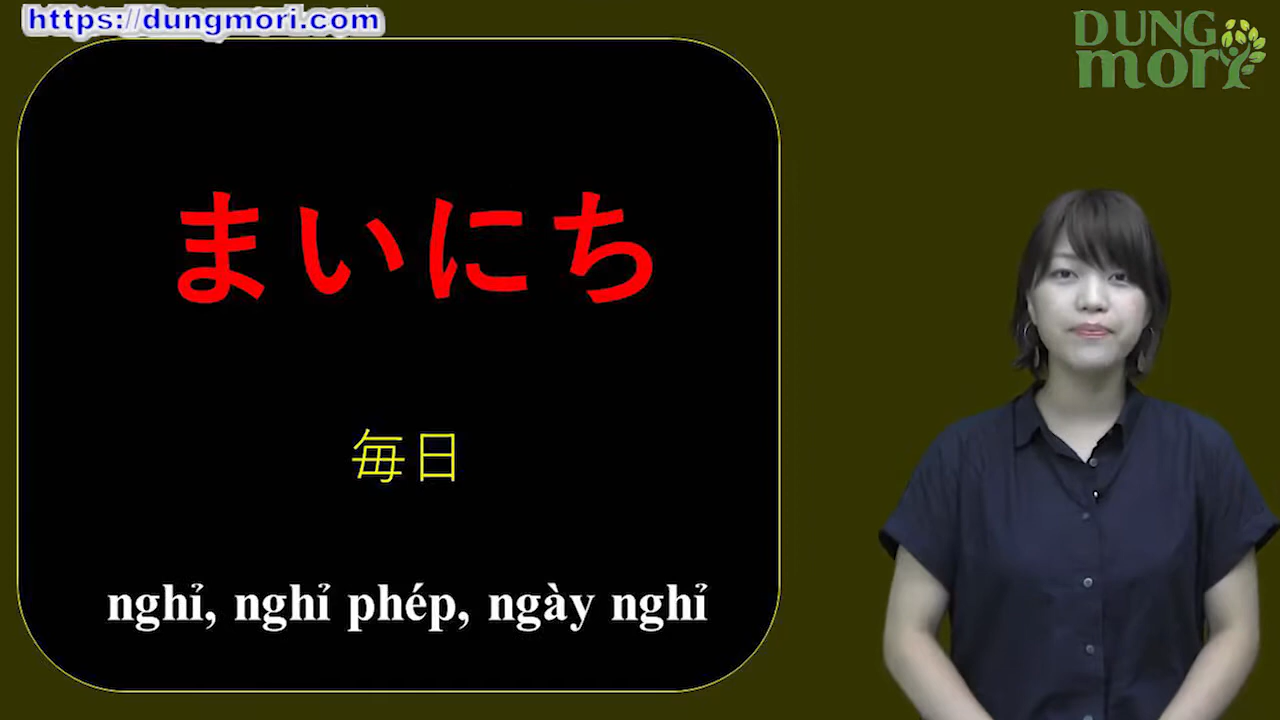 https://dungmori.com
DUNG
mori
まいにち
毎日
nghỉ, nghỉ phép, ngày nghỉ